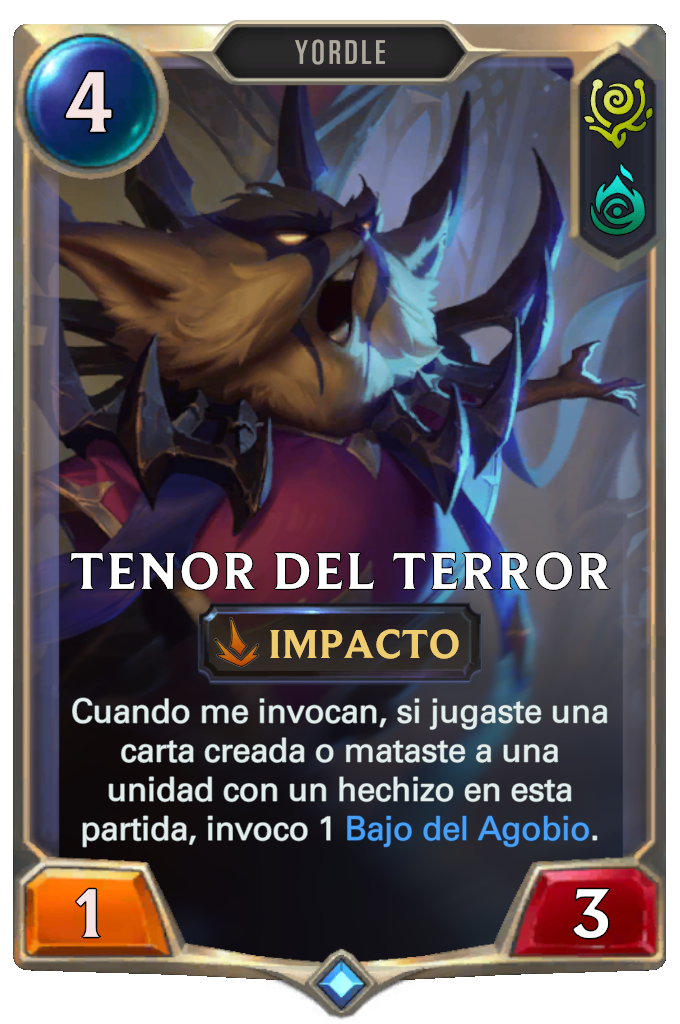 YORDLE
4
TENOR DEL TERROR
IMPACTO
Cuando me invocan, si jugaste una
carta creada o mataste a una
unidad con un hechizo en esta
partida, invoco 1 Bajo del Agobio.
1
3